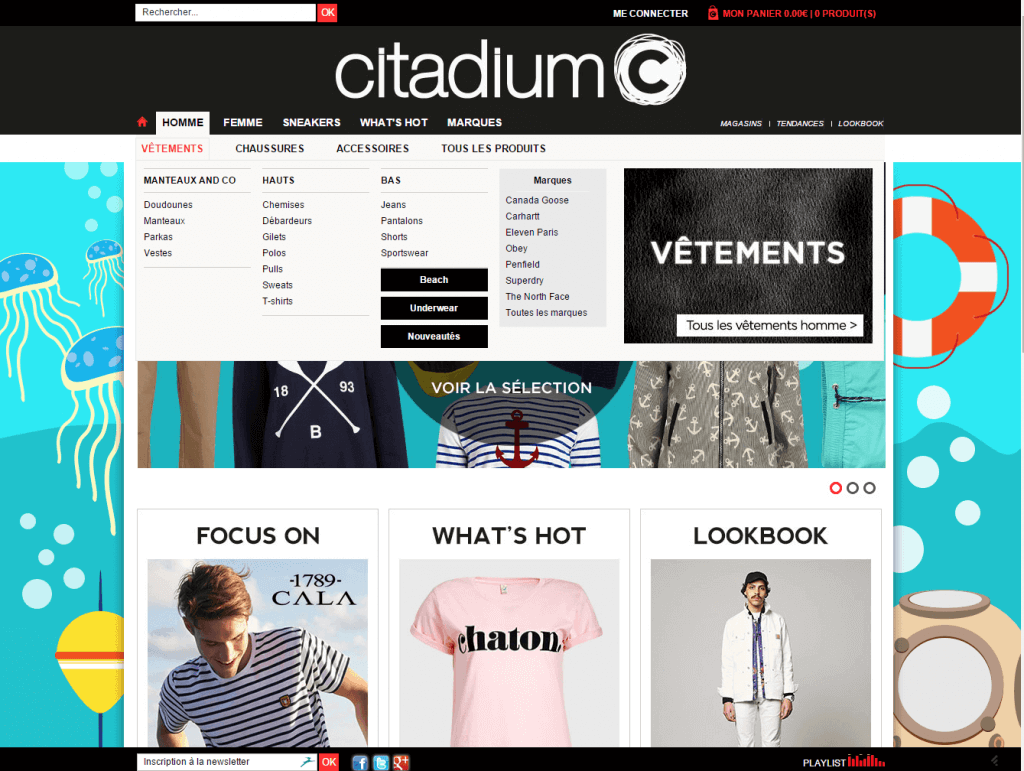 Rechercher...
OK
ME CONNECTER
MON PANIER 0.00€ | 0 PRODUIT(S)
citadium C
HOMME
FEMME
SNEAKERS
WHAT'S HOT
MARQUES
MAGASINS | TENDANCES | LOOKBOOK
VÊTEMENTS
CHAUSSURES
ACCESSOIRES
TOUS LES PRODUITS
MANTEAUX AND CO
Doudounes
Manteaux
Parkas
Vestes
HAUTS
Chemises
Débardeurs
Gilets
Polos
Pulls
Sweats
T-shirts
BAS
Jeans
Pantalons
Shorts
Sportswear
Beach
Underwear
Nouveautés
Marques
Canada Goose
Carhartt
Eleven Paris
Obey
Penfield
Superdry
The North Face
Toutes les marques
VÊTEMENTS
Tous les vêtements homme >
18 93
B
VOIR LA SÉLECTION
FOCUS ON
-1789-
CALA
WHAT'S HOT
chaton
LOOKBOOK
Inscription à la newsletter
OK
PLAYLIST